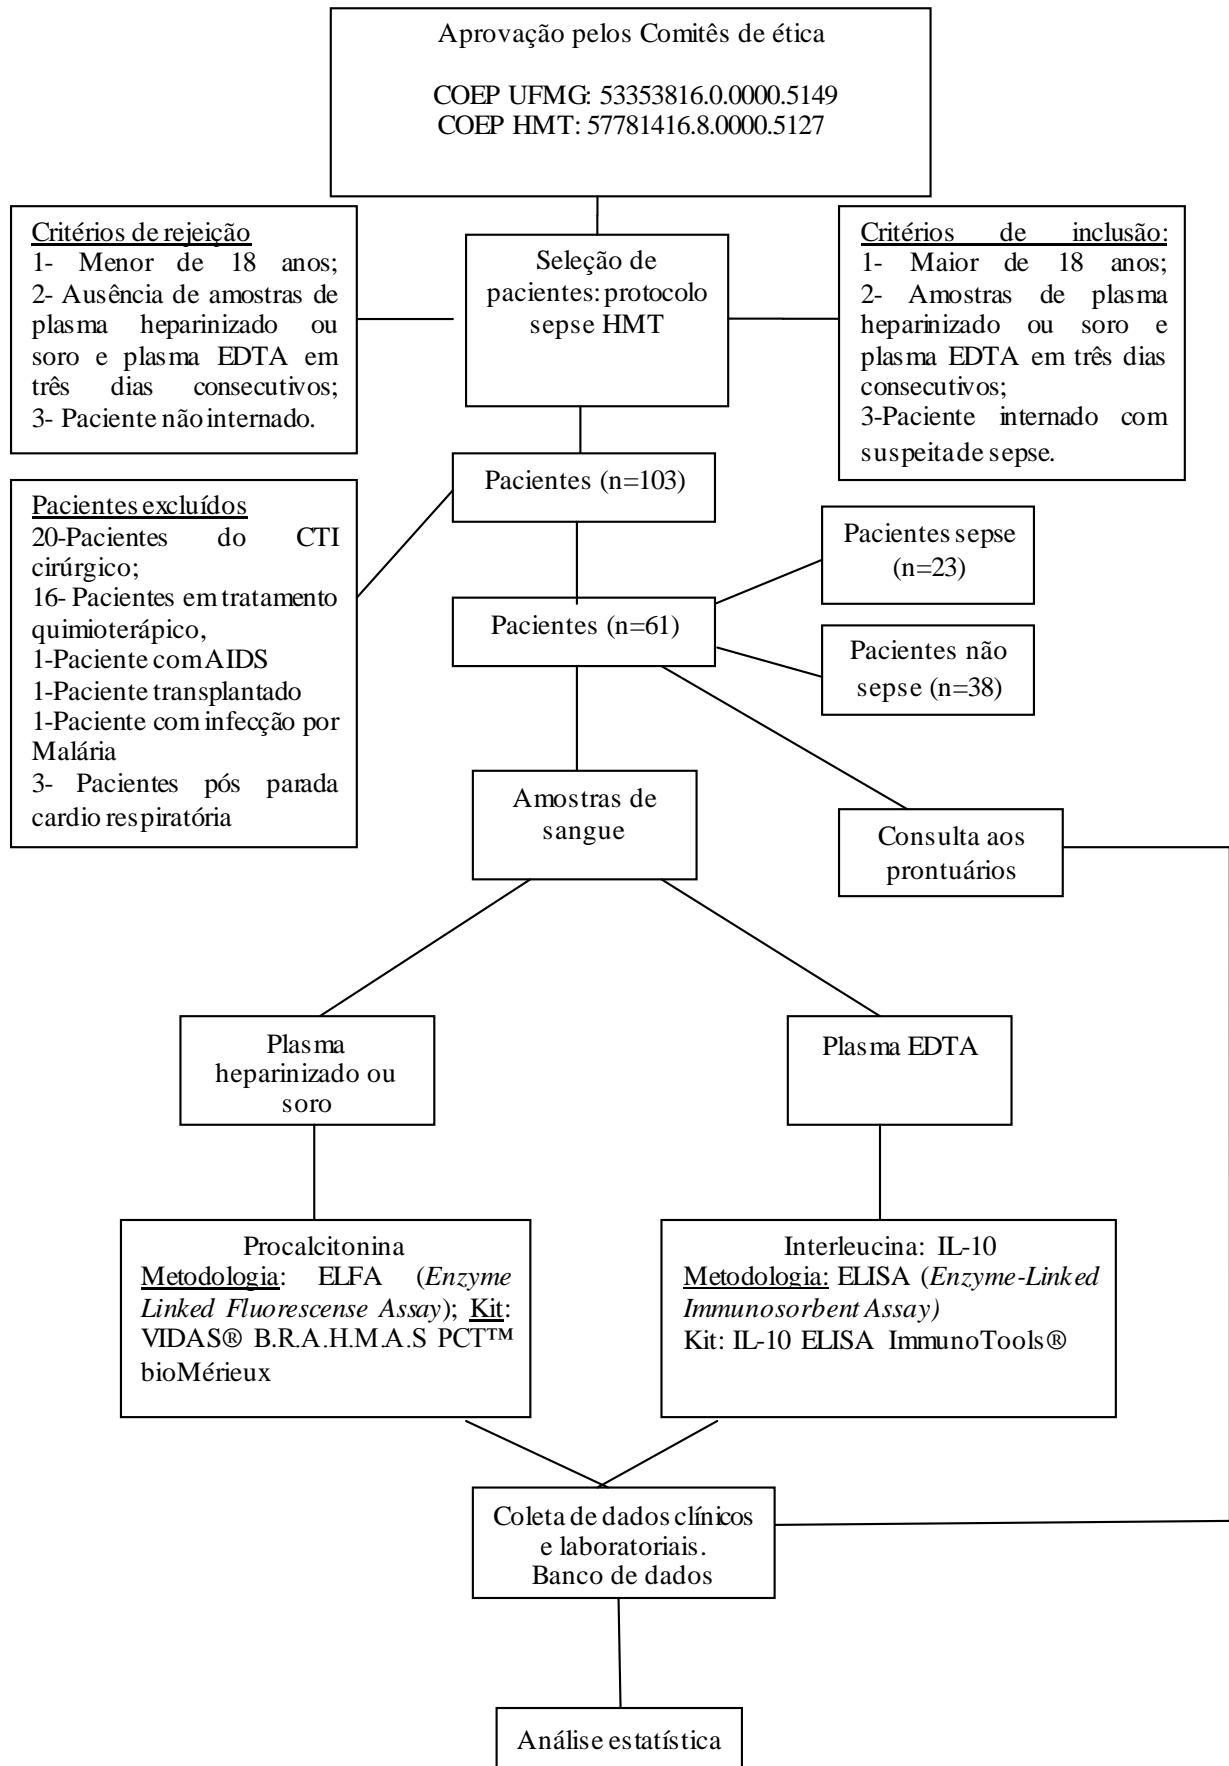 Aprovação pelos Comitês de ética
COEP UFMG: 53353816.0.0000.5149
COEP HMT: 57781416.8.0000.5127
Critérios de rejeição
1- Menor de 18 anos;
2- Ausência de amostras de
plasma heparinizado ou
soro e plasma EDTA em
três dias consecutivos;
3- Paciente não internado.
Seleção de
pacientes: protocolo
sepse HMT
Critérios de inclusão:
1- Maior de 18 anos;
2- Amostras de plasma
heparinizado ou soro e
plasma EDTA em três dias
consecutivos;
3-Paciente internado com
suspeita de sepse.
Pacientes (n=103)
Pacientes excluídos
20-Pacientes do CTI
cirúrgico;
16- Pacientes em tratamento
quimioterápico,
1-Paciente com AIDS
1-Paciente transplantado
1-Paciente com infecção por
Malária
3- Pacientes pós parada
cardio respiratória
Pacientes sepse
(n=23)
Pacientes (n=61)
Pacientes não
sepse (n=38)
Amostras de
sangue
Consulta aos
prontuários
Plasma
heparinizado ou
soro
Plasma EDTA
Procalcitonina
Metodologia: ELFA (Enzyme
Linked Fluorescense Assay); Kit:
VIDAS® B.R.A.H.M.A.S PCT™
bioMérieux
Interleucina: IL-10
Metodologia: ELISA (Enzyme-Linked
Immunosorbent Assay)
Kit: IL-10 ELISA ImmunoTools®
Coleta de dados clínicos
e laboratoriais.
Banco de dados
Análise estatística